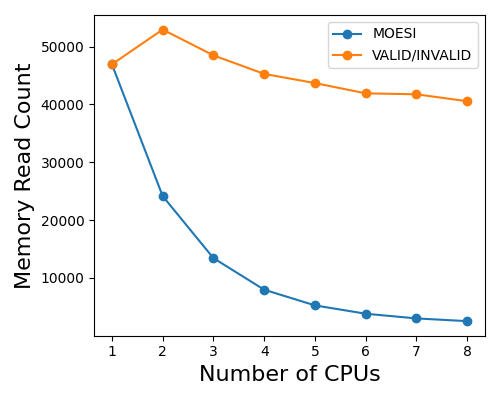 MOESI
VALID/INVALID
Memory Read Count
50000
40000
30000
20000
10000
1 2 3 4 5 6 7 8
Number of CPUs